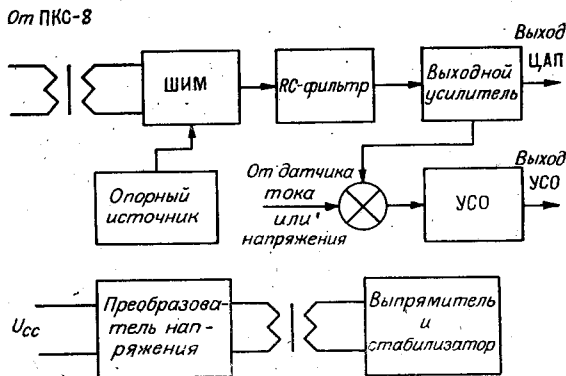 От ПКС-8
ШИМ
RC-фильтр
Выходной
усилитель
Выход
ЦАП
Опорный
источник
От датчика
тока
или
напряжения
УСО
Выход
УСО
Ucc
Преобразова-
тель нап-
ряжения
Выпрямитель
и
стабилизатор